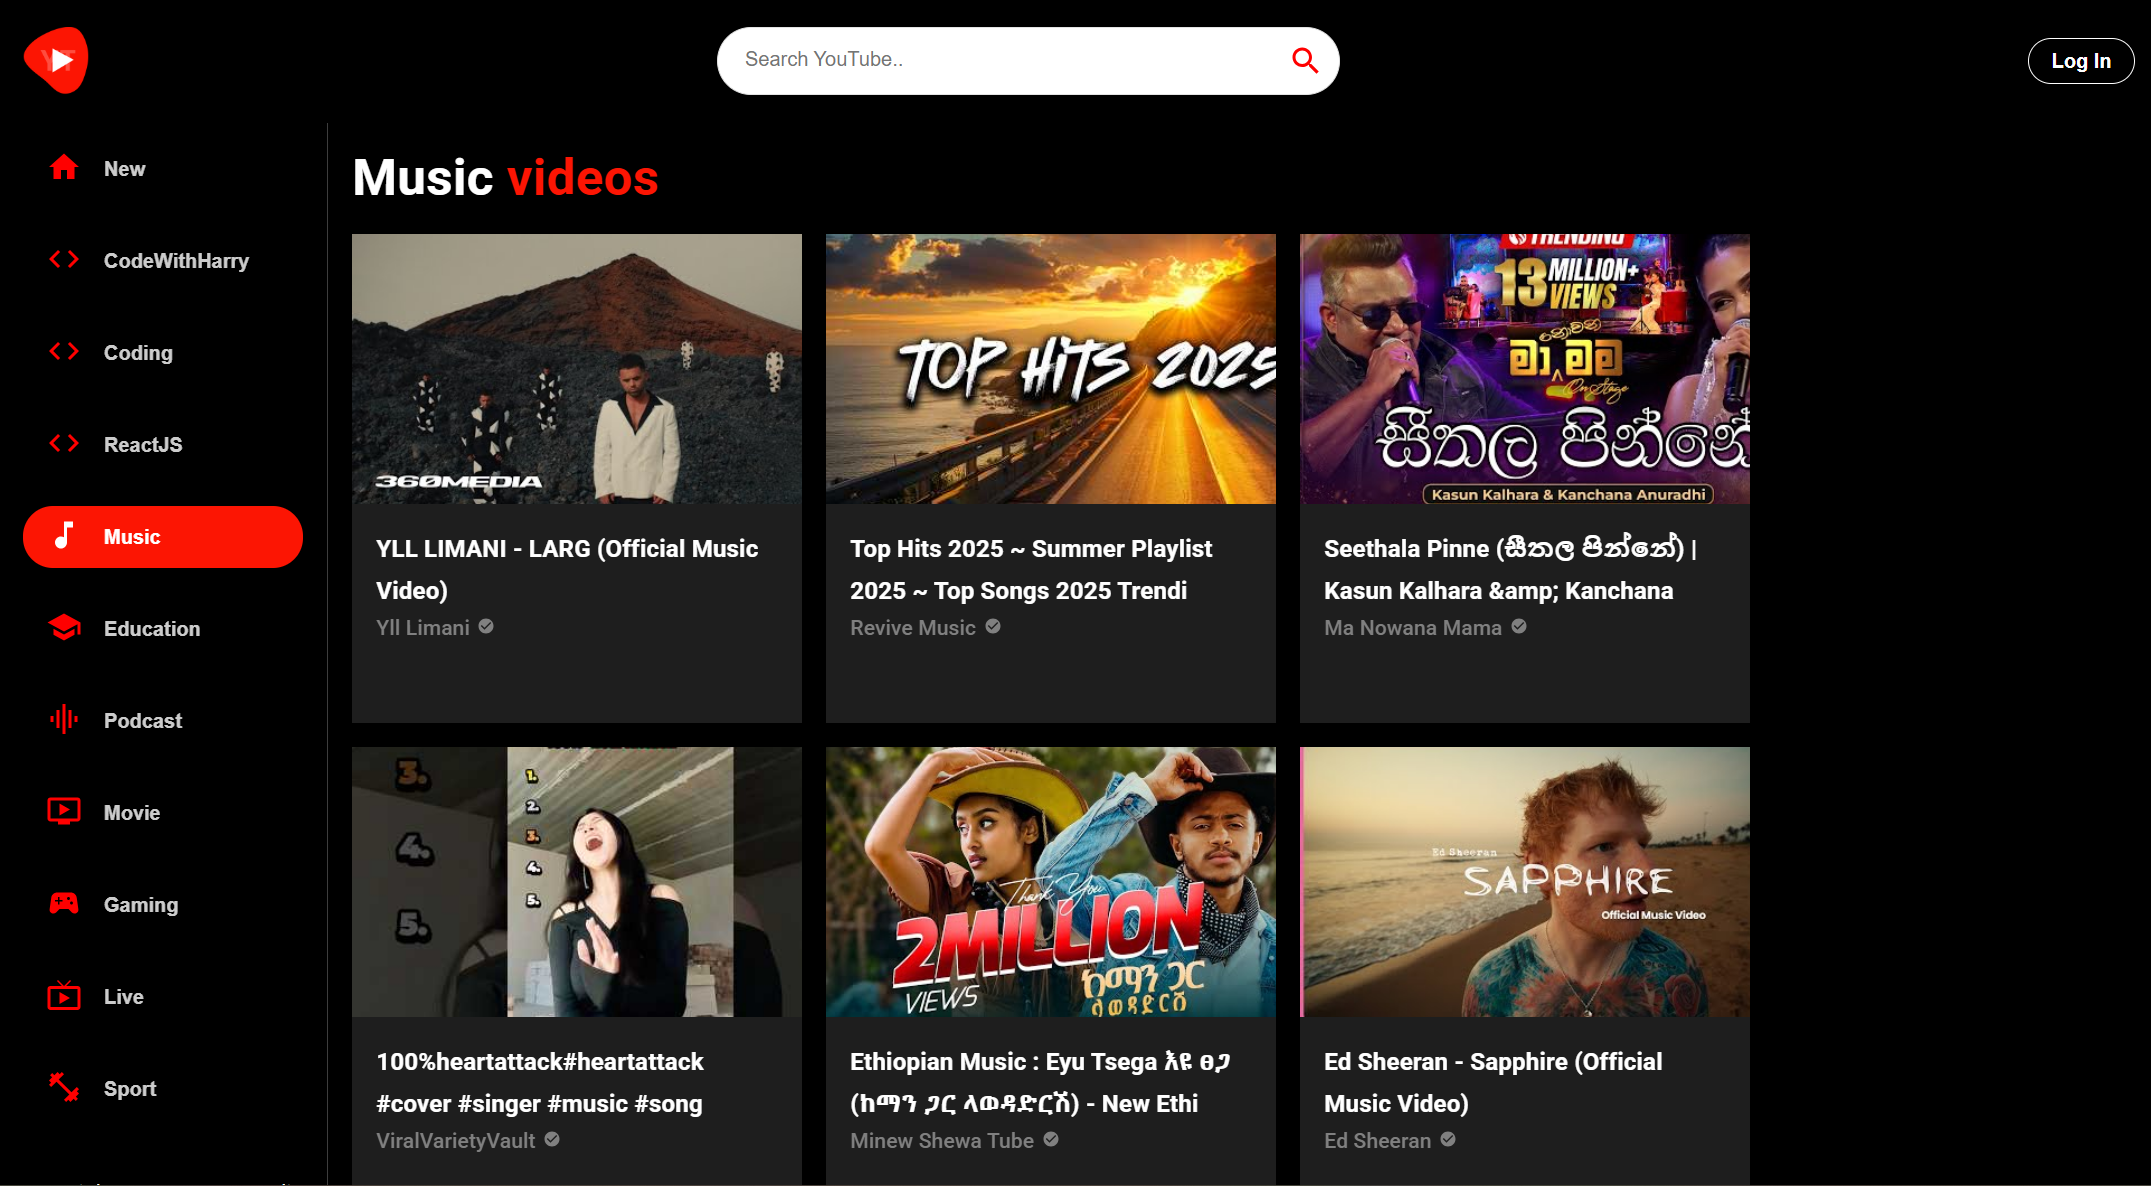 YT
Search YouTube..
Log In
New
CodeWithHarry
Coding
ReactJS
Music
Education
Podcast
Movie
Gaming
Live
Sport
Music videos
360MEDIA
YLL LIMANI - LARG (Official Music
Video)
Yll Limani
TOP HITS 2025
Top Hits 2025 ~ Summer Playlist
2025 ~ Top Songs 2025 Trendi
Revive Music
TRENDING
13 MILLION+
VIEWS
මා නොවන මම
On Stage
සීතල පින්නේ
Kasun Kalhara & Kanchana Anuradhi
Seethala Pinne (සීතල පින්නේ) |
Kasun Kalhara &amp; Kanchana
Ma Nowana Mama
3.
4.
5.
1.
2.
3.
4.
5.
100%heartattack#heartattack
#cover #singer #music #song
ViralVarietyVault
Thank You
2MILLION
VIEWS
ከማን ጋር
ላወዳድርሽ
Ethiopian Music : Eyu Tsega እዩ ፀጋ
(ከማን ጋር ላወዳድርሽ) - New Ethi
Minew Shewa Tube
Ed Sheeran
SAPPHIRE
Official Music Video
Ed Sheeran - Sapphire (Official
Music Video)
Ed Sheeran